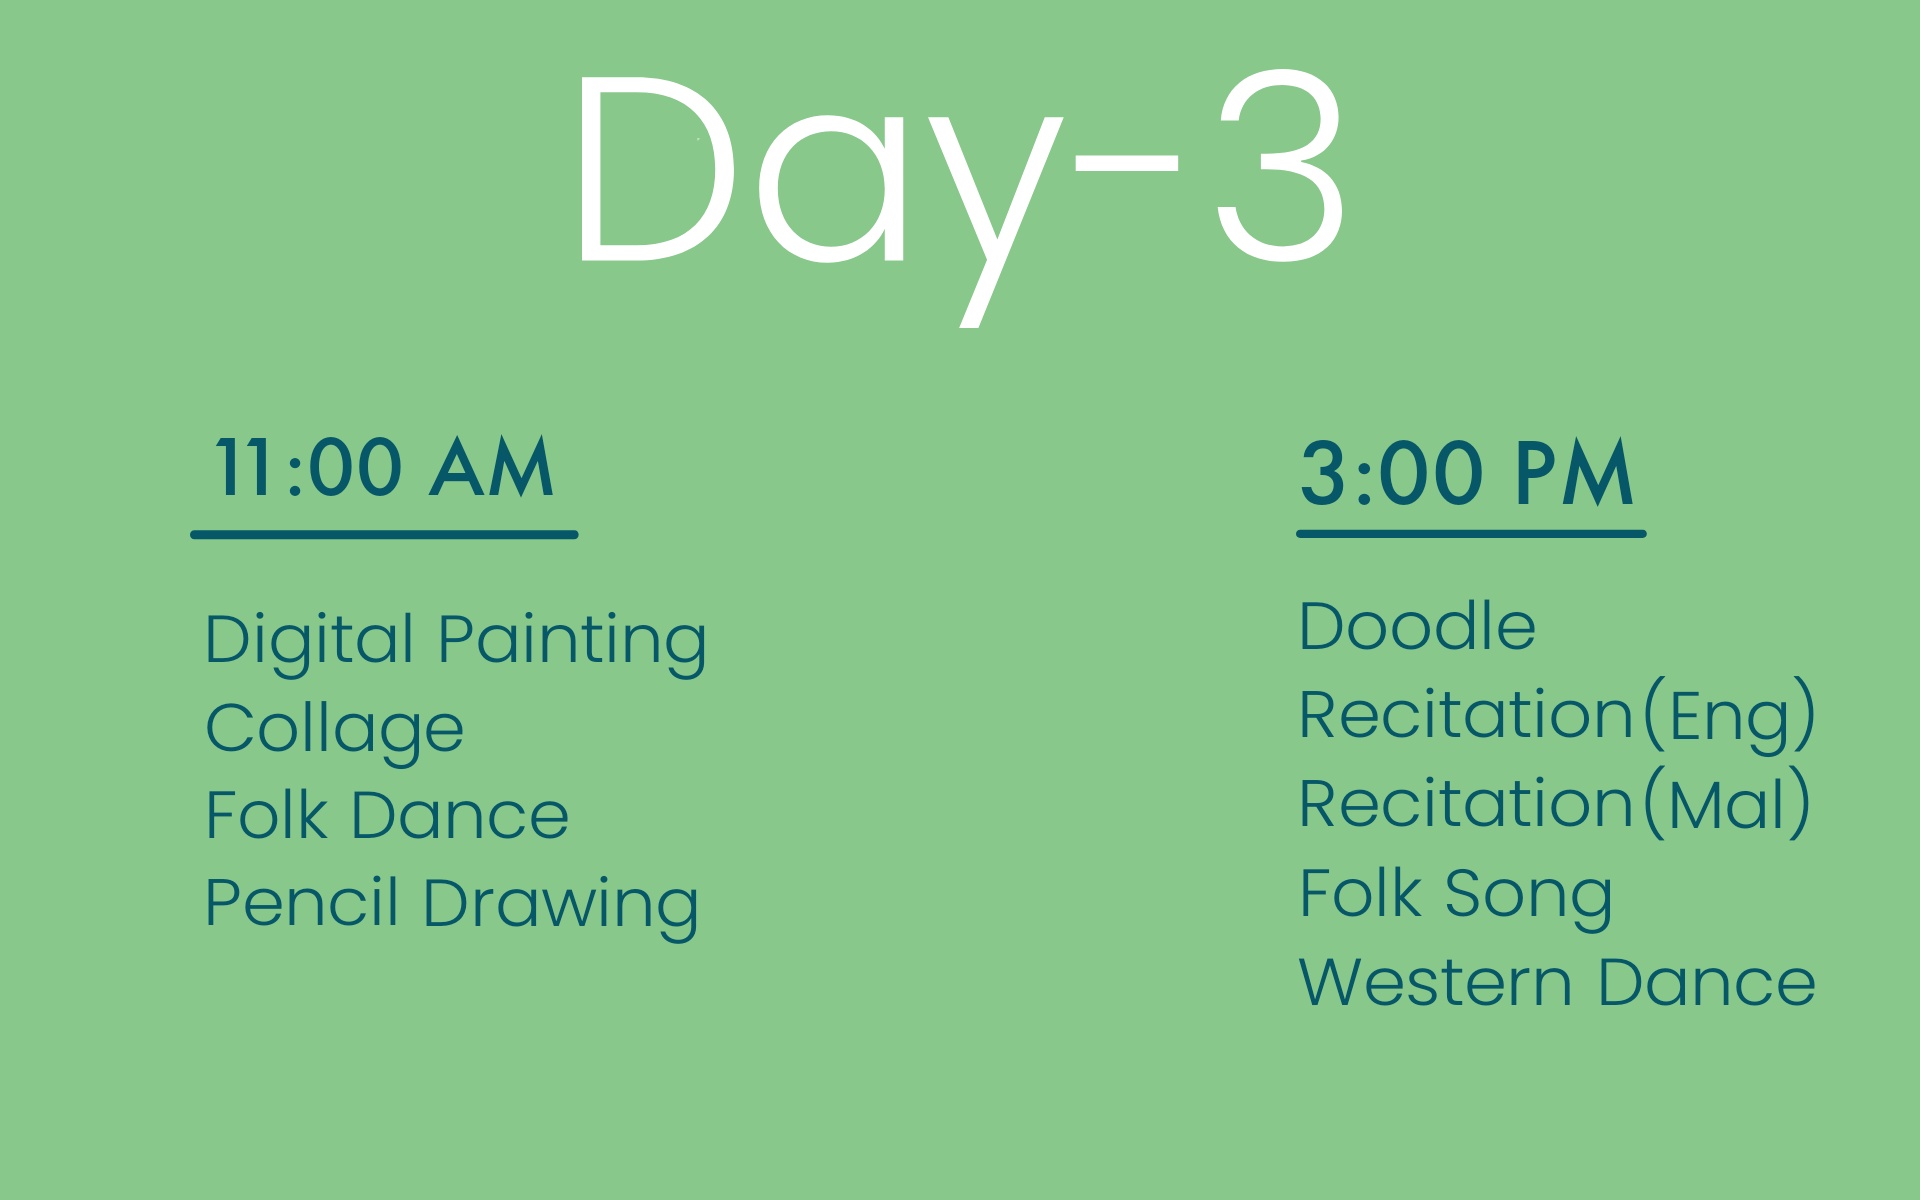 Day-3
11:00 AM
Digital Painting
Collage
Folk Dance
Pencil Drawing
3:00 PM
Doodle
Recitation(Eng)
Recitation(Mal)
Folk Song
Western Dance